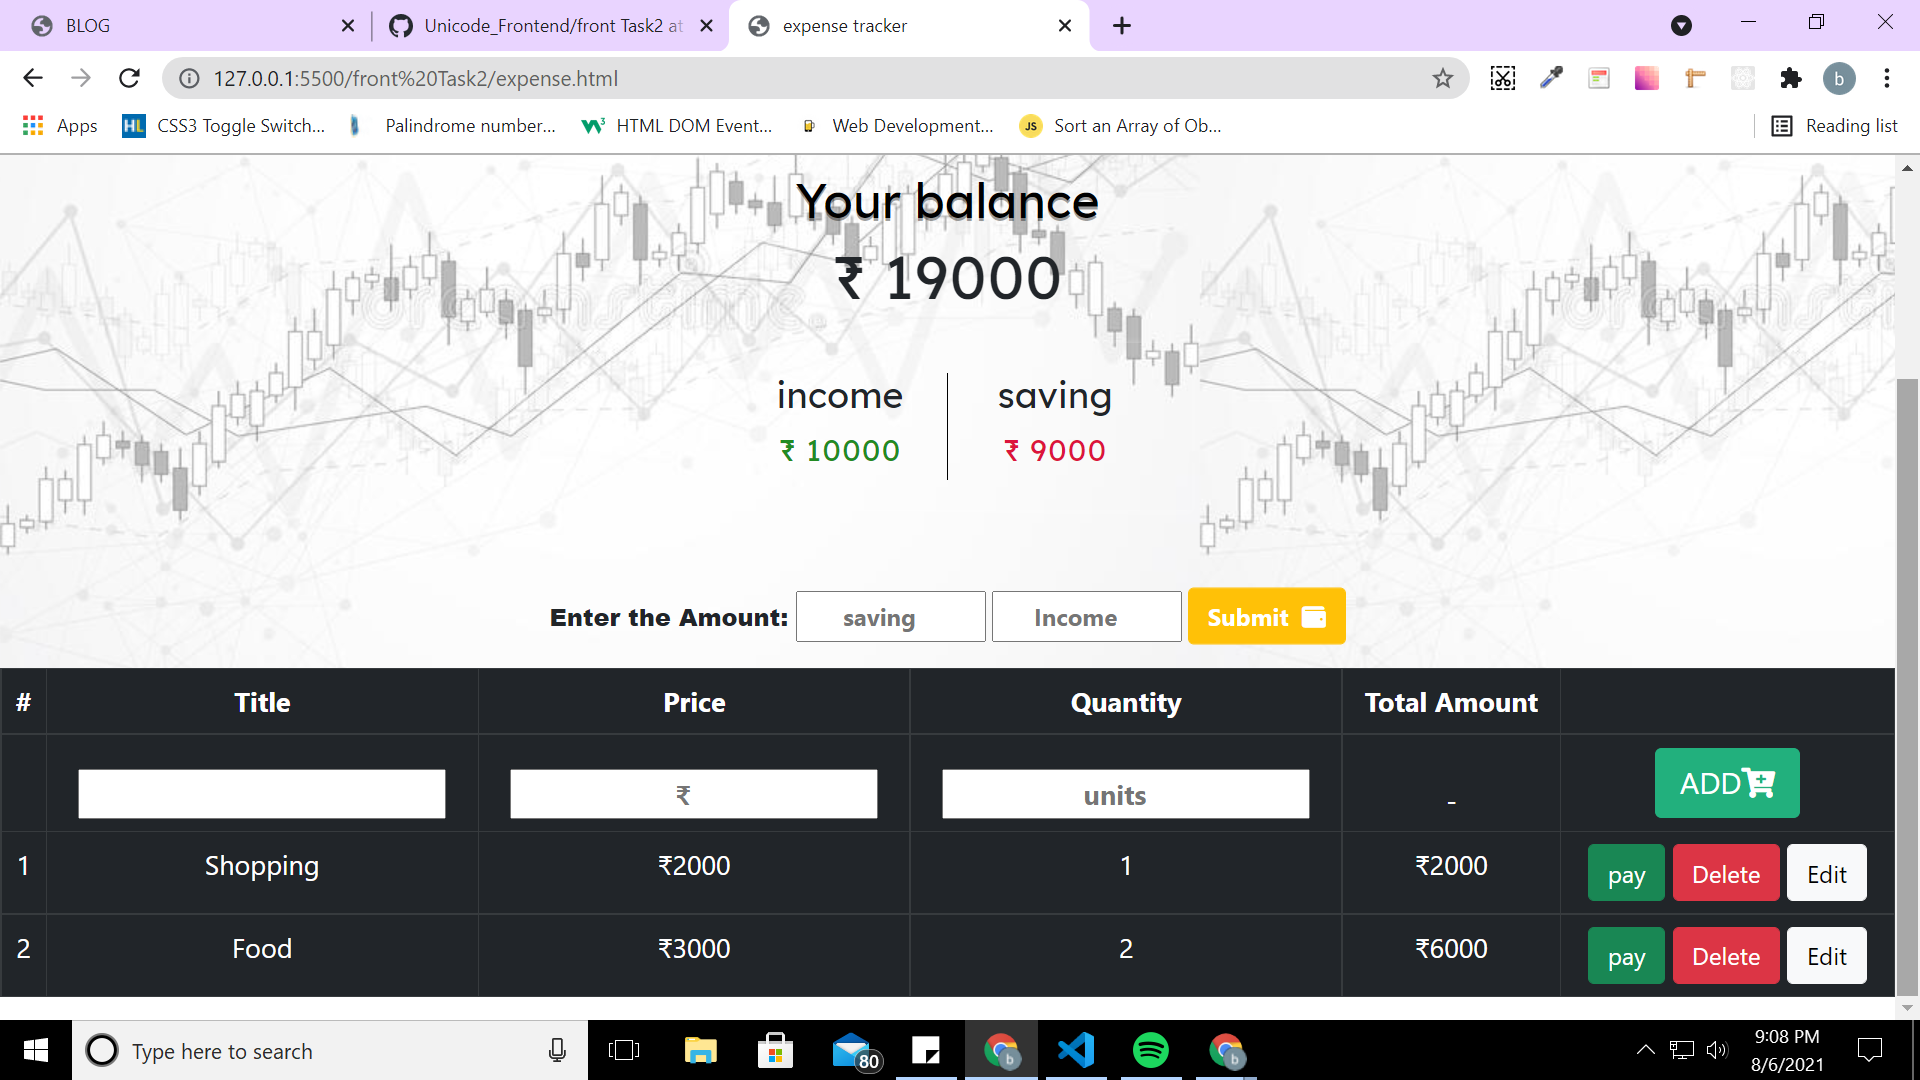 BLOG
Unicode_Frontend/front Task2 at
expense tracker
127.0.0.1:5500/front%20Task2/expense.html
b
Apps
HL CSS3 Toggle Switch...
Palindrome number...
W3 HTML DOM Event...
Web Development...
JS Sort an Array of Ob...
Reading list
Your balance
₹ 19000
income saving
₹ 10000 ₹ 9000
Enter the Amount: saving Income Submit
# Title Price Quantity Total Amount
₹ units - ADD
1 Shopping ₹2000 1 ₹2000 pay Delete Edit
2 Food ₹3000 2 ₹6000 pay Delete Edit
Type here to search
80
b
b
9:08 PM
8/6/2021